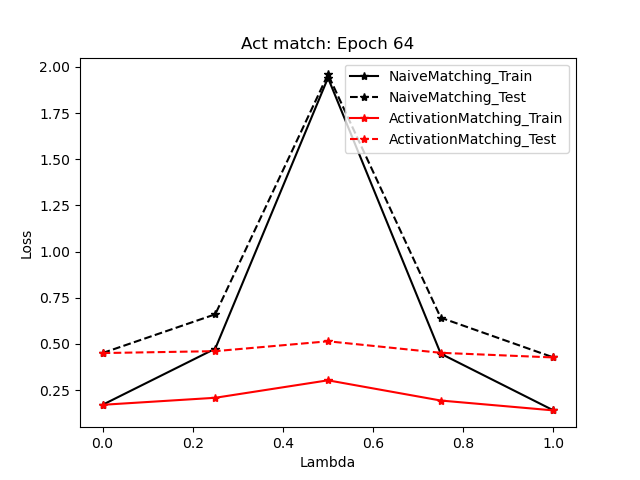 Act match: Epoch 64
NaiveMatching_Train
NaiveMatching_Test
ActivationMatching_Train
ActivationMatching_Test
Loss
2.00
1.75
1.50
1.25
1.00
0.75
0.50
0.25
0.0 0.2 0.4 0.6 0.8 1.0
Lambda